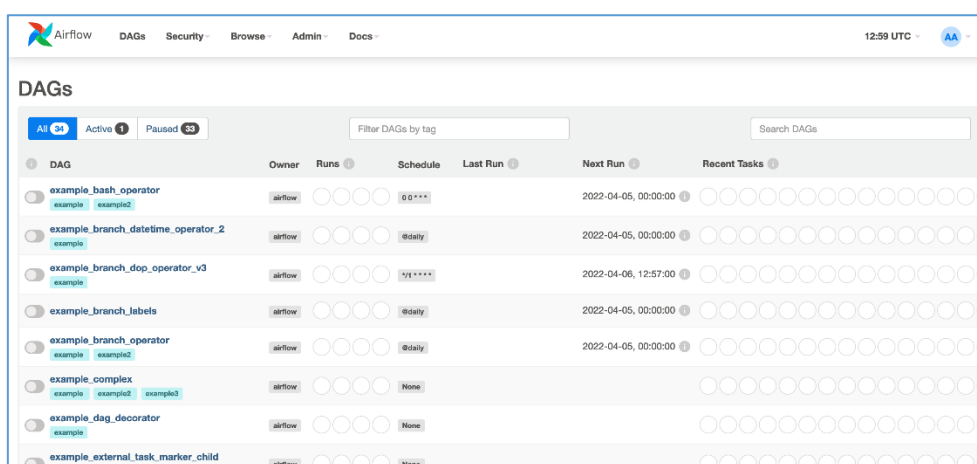 Airflow DAGs Security Browse Admin Docs 12:59 UTC AA
DAGs
All 34 Active 1 Paused 33 Filter DAGs by tag Search DAGs
DAG Owner Runs Schedule Last Run Next Run Recent Tasks
example_bash_operator
example example2 airflow 0 0 * * * 2022-04-05, 00:00:00
example_branch_datetime_operator_2
example airflow @daily 2022-04-05, 00:00:00
example_branch_dop_operator_v3
example airflow */1 * * * * 2022-04-06, 12:57:00
example_branch_labels airflow @daily 2022-04-05, 00:00:00
example_branch_operator
example example2 airflow @daily 2022-04-05, 00:00:00
example_complex
example example2 example3 airflow None
example_dag_decorator
example airflow None
example_external_task_marker_child
airflow None